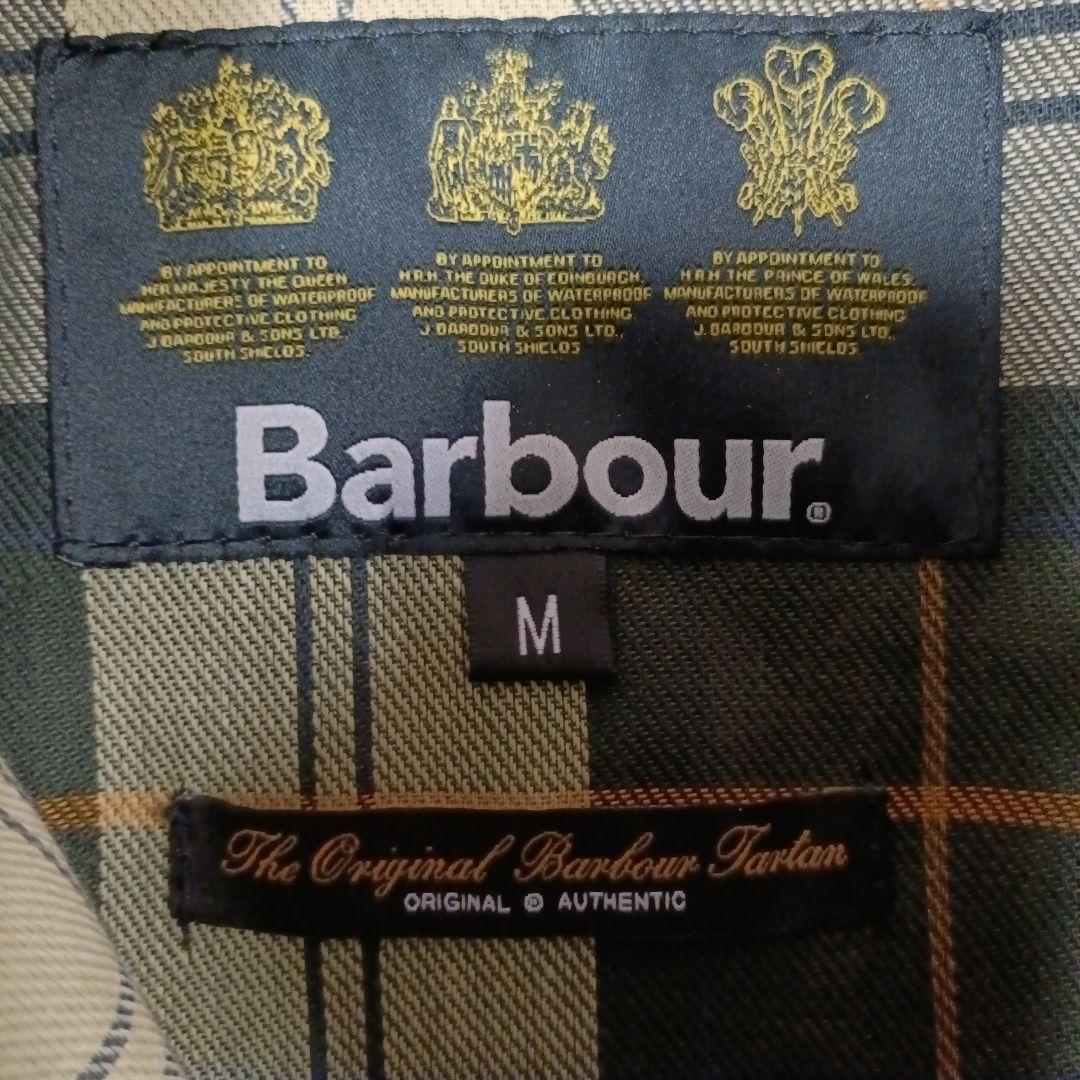 BY APPOINTMENT TO
HER MAJESTY THE QUEEN
MANUFACTURERS OF WATERPROOF
AND PROTECTIVE CLOTHING
J. BARBOUR & SONS LTD.
SOUTH SHIELDS.
BY APPOINTMENT TO
H.R.H. THE DUKE OF EDINBURGH
MANUFACTURERS OF WATERPROOF
AND PROTECTIVE CLOTHING
J. BARBOUR & SONS LTD.
SOUTH SHIELDS
BY APPOINTMENT TO
H.R.H THE PRINCE OF WALES
MANUFACTURERS OF WATERPROOF
AND PROTECTIVE CLOTHING
J. BARBOUR & SONS LTD.
SOUTH SHIELDS
Barbour®
M
The Original Barbour Tartan
ORIGINAL ® AUTHENTIC